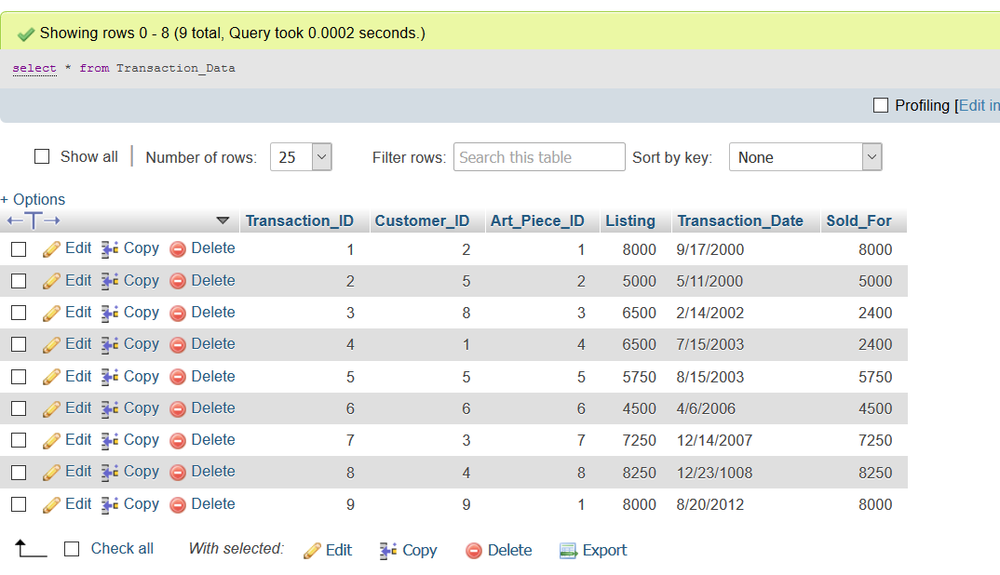 Showing rows 0 - 8 (9 total, Query took 0.0002 seconds.)
select * from Transaction_Data
Profiling [Edit in
Show all Number of rows: 25 Filter rows: Search this table Sort by key: None
+ Options
←T→ Transaction_ID Customer_ID Art_Piece_ID Listing Transaction_Date Sold_For
Edit Copy Delete 1 2 1 8000 9/17/2000 8000
Edit Copy Delete 2 5 2 5000 5/11/2000 5000
Edit Copy Delete 3 8 3 6500 2/14/2002 2400
Edit Copy Delete 4 1 4 6500 7/15/2003 2400
Edit Copy Delete 5 5 5 5750 8/15/2003 5750
Edit Copy Delete 6 6 6 4500 4/6/2006 4500
Edit Copy Delete 7 3 7 7250 12/14/2007 7250
Edit Copy Delete 8 4 8 8250 12/23/1008 8250
Edit Copy Delete 9 9 1 8000 8/20/2012 8000
Check all With selected: Edit Copy Delete Export